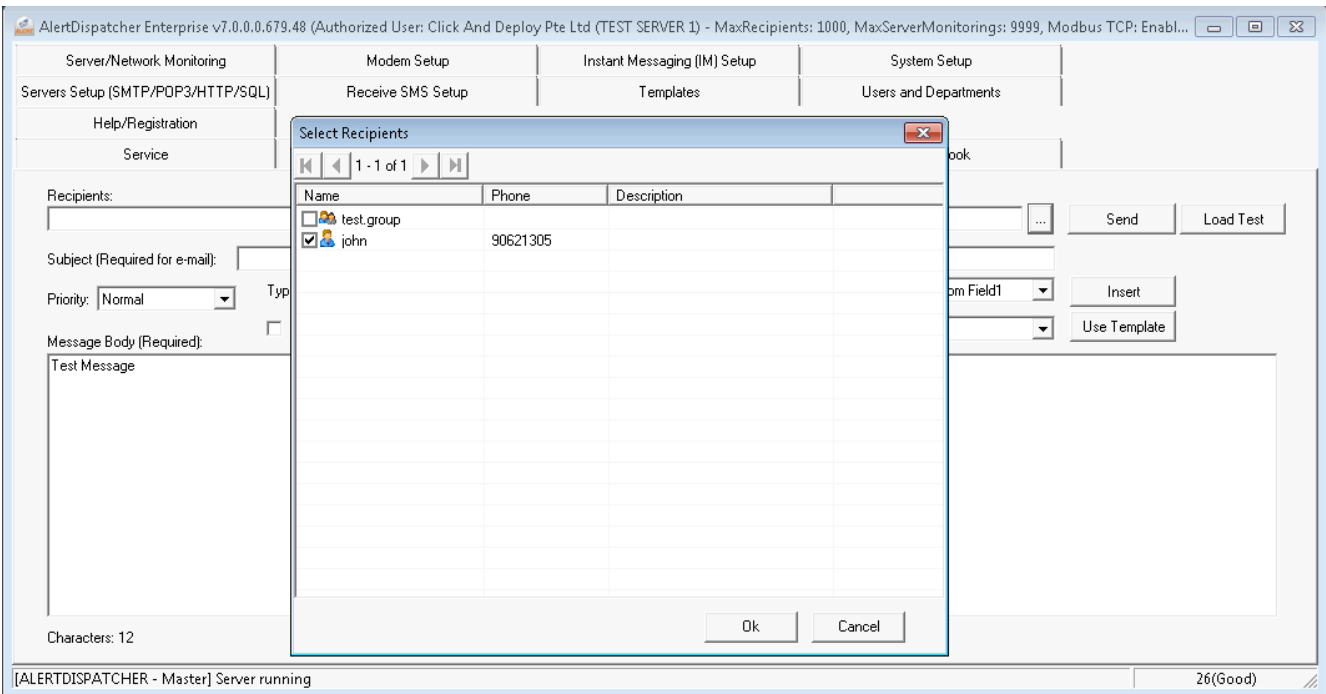 AlertDispatcher Enterprise v7.0.0.0.679.48 (Authorized User: Click And Deploy Pte Ltd (TEST SERVER 1) - MaxRecipients: 1000, MaxServerMonitorings: 9999, Modbus TCP: Enabl...
Server/Network Monitoring Modem Setup Instant Messaging (IM) Setup System Setup
Servers Setup (SMTP/POP3/HTTP/SQL) Receive SMS Setup Templates Users and Departments
Help/Registration
Service ook
Select Recipients
1 - 1 of 1
Name Phone Description
test.group
john 90621305
Ok Cancel
Recipients:
... Send Load Test
Subject (Required for e-mail):
Priority: Normal Typ om Field1 Insert
Use Template
Message Body (Required):
Test Message
Characters: 12
[ALERTDISPATCHER - Master] Server running 26(Good)